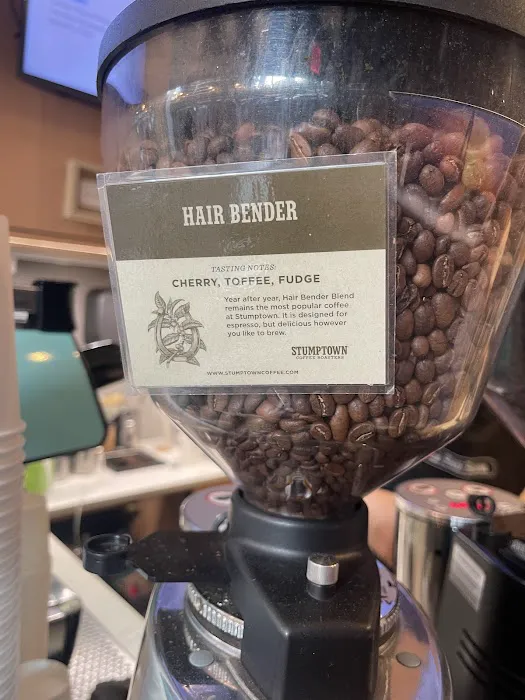 HAIR BENDER
TASTING NOTES:
CHERRY, TOFFEE, FUDGE
Year after year, Hair Bender Blend
remains the most popular coffee
at Stumptown. It is designed for
espresso, but delicious however
you like to brew.
STUMPTOWN
COFFEE ROASTERS
WWW.STUMPTOWNCOFFEE.COM